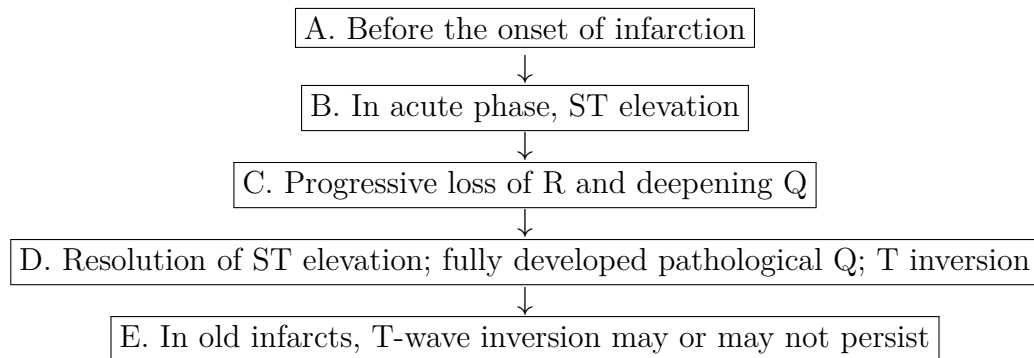 A. Before the onset of infarction
B. In acute phase, ST elevation
C. Progressive loss of R and deepening Q
D. Resolution of ST elevation; fully developed pathological Q; T inversion
E. In old infarcts, T-wave inversion may or may not persist